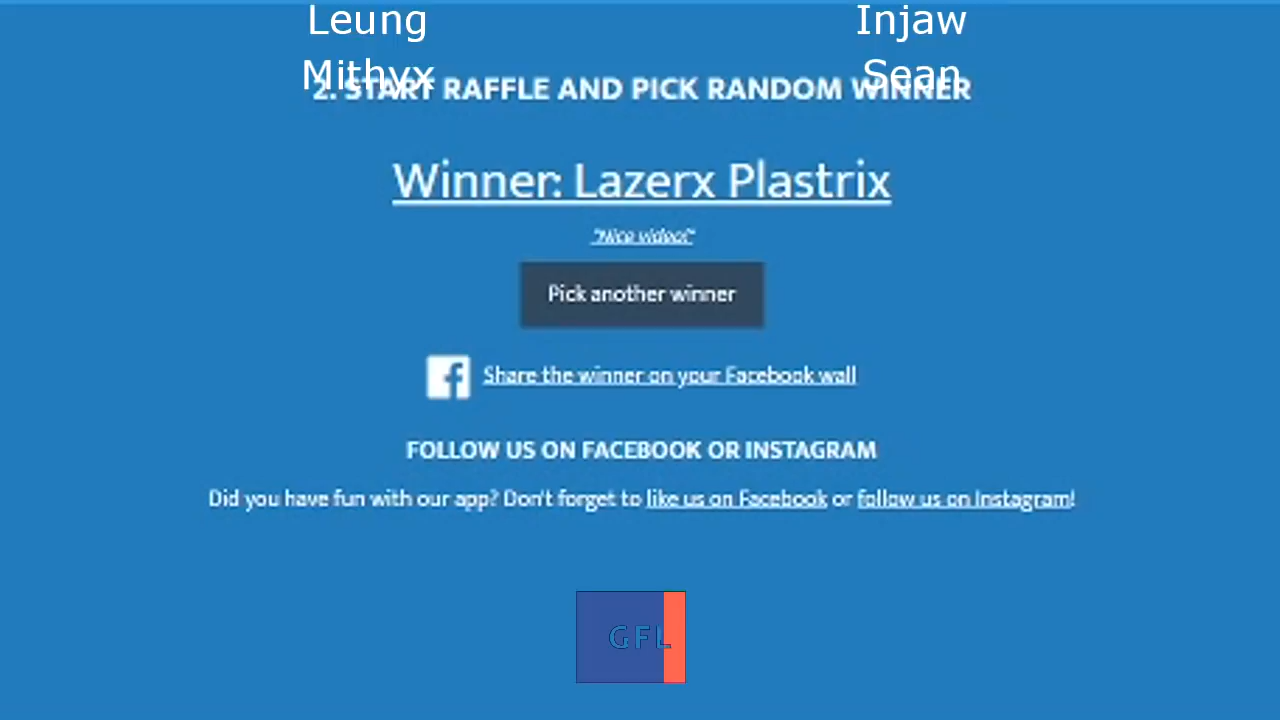 Leung Injaw
Mithyx Sean
2. START RAFFLE AND PICK RANDOM WINNER
Winner: Lazerx Plastrix
"Nice video!"
Pick another winner
Share the winner on your Facebook wall
FOLLOW US ON FACEBOOK OR INSTAGRAM
Did you have fun with our app? Don't forget to like us on Facebook or follow us on Instagram!
GFL